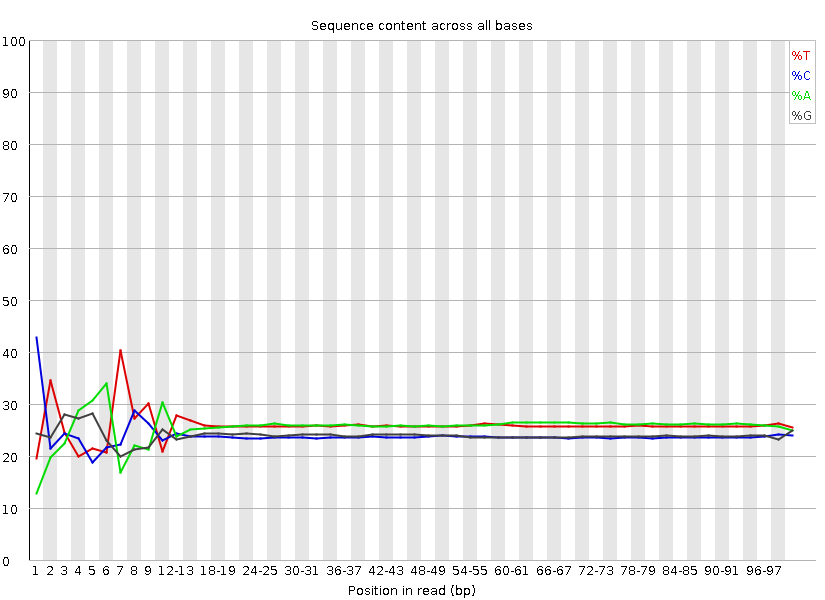 Sequence content across all bases
100
90
80
70
60
50
40
30
20
10
0
%T
%C
%A
%G
1 2 3 4 5 6 7 8 9 12-13 18-19 24-25 30-31 36-37 42-43 48-49 54-55 60-61 66-67 72-73 78-79 84-85 90-91 96-97
Position in read (bp)